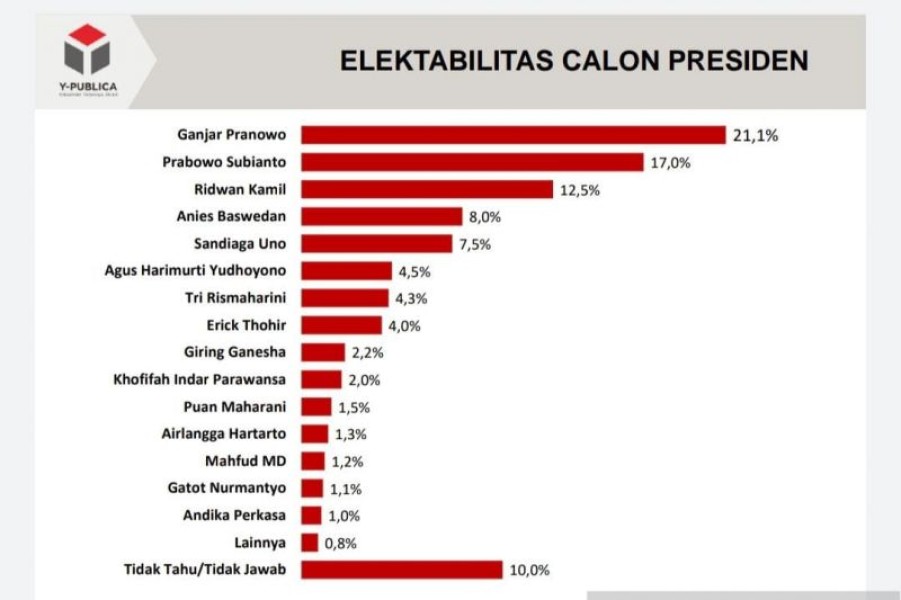 ELEKTABILITAS CALON PRESIDEN
Y-PUBLICA
Ganjar Pranowo 21,1%
Prabowo Subianto 17,0%
Ridwan Kamil 12,5%
Anies Baswedan 8,0%
Sandiaga Uno 7,5%
Agus Harimurti Yudhoyono 4,5%
Tri Rismaharini 4,3%
Erick Thohir 4,0%
Giring Ganesha 2,2%
Khofifah Indar Parawansa 2,0%
Puan Maharani 1,5%
Airlangga Hartarto 1,3%
Mahfud MD 1,2%
Gatot Nurmantyo 1,1%
Andika Perkasa 1,0%
Lainnya 0,8%
Tidak Tahu/Tidak Jawab 10,0%